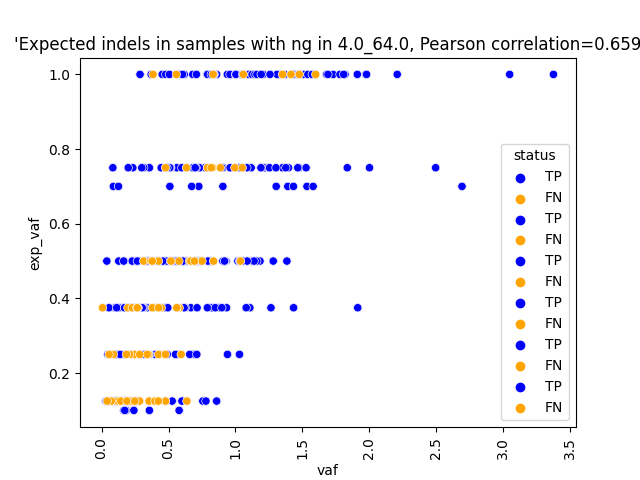 'Expected indels in samples with ng in 4.0_64.0, Pearson correlation=0.659
1.0
0.8
0.6
0.4
0.2
exp_vaf
status
TP
FN
TP
FN
TP
FN
TP
FN
TP
FN
TP
FN
0.0
0.5
1.0
1.5
2.0
2.5
3.0
3.5
vaf